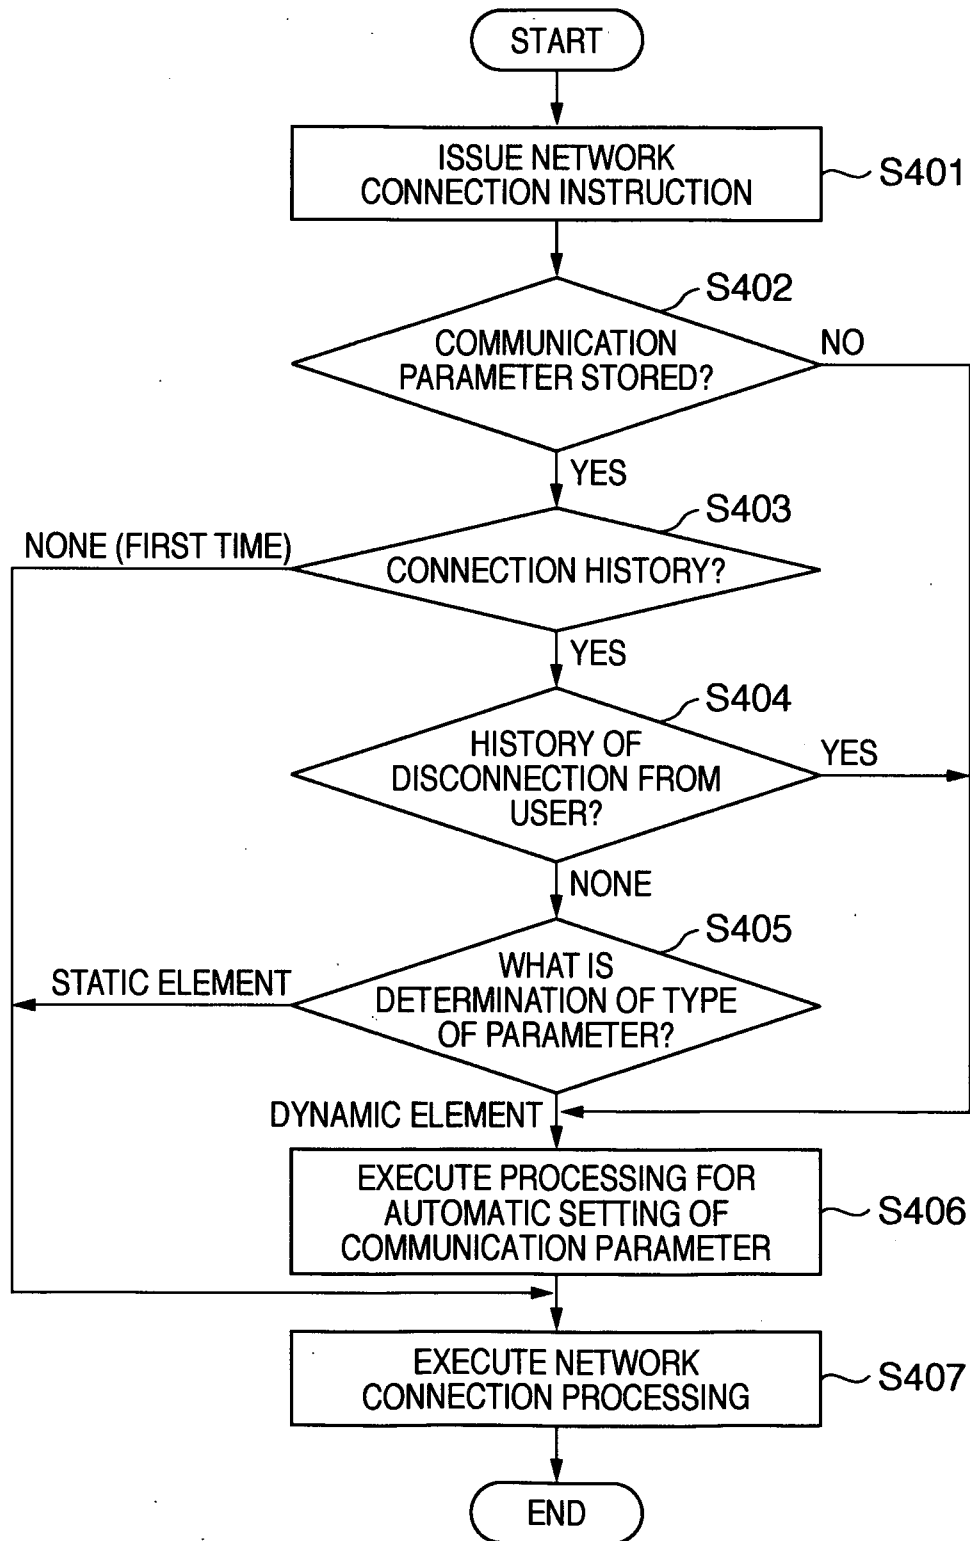 START
ISSUE NETWORK
CONNECTION INSTRUCTION
S401
S402
COMMUNICATION
PARAMETER STORED?
NO
YES
S403
NONE (FIRST TIME)
CONNECTION HISTORY?
YES
S404
HISTORY OF
DISCONNECTION FROM
USER?
YES
NONE
S405
STATIC ELEMENT
WHAT IS
DETERMINATION OF TYPE
OF PARAMETER?
DYNAMIC ELEMENT
EXECUTE PROCESSING FOR
AUTOMATIC SETTING OF
COMMUNICATION PARAMETER
S406
EXECUTE NETWORK
CONNECTION PROCESSING
S407
END